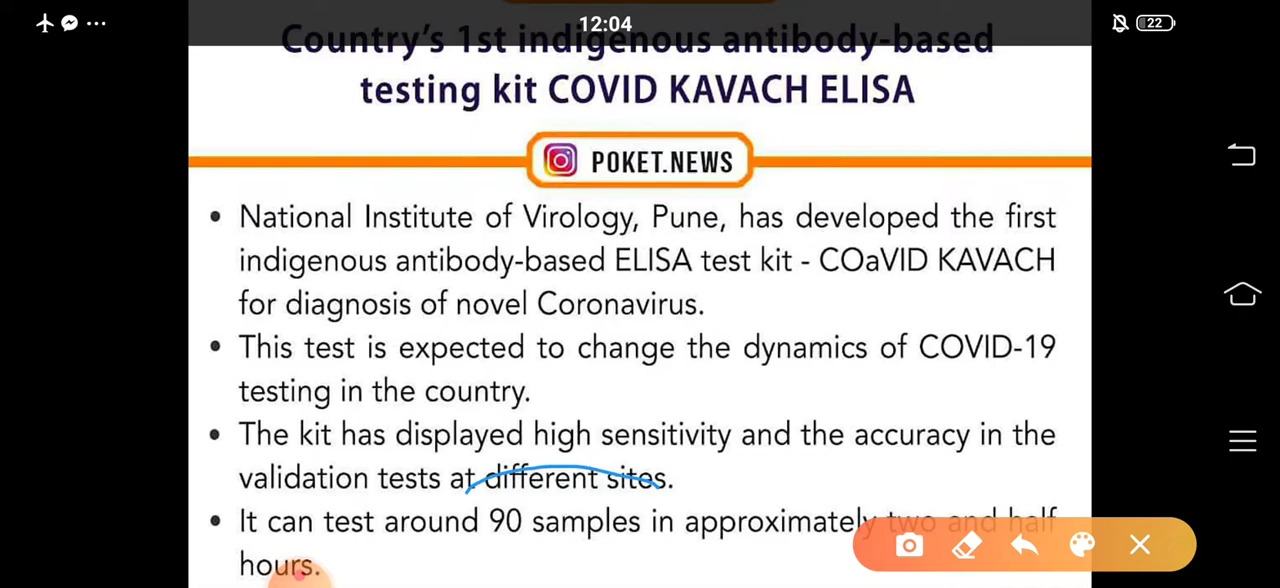 12:04
22
Country's 1st indigenous antibody-based
testing kit COVID KAVACH ELISA
POKET.NEWS
• National Institute of Virology, Pune, has developed the first
indigenous antibody-based ELISA test kit - COaVID KAVACH
for diagnosis of novel Coronavirus.
• This test is expected to change the dynamics of COVID-19
testing in the country.
• The kit has displayed high sensitivity and the accuracy in the
validation tests at different sites.
• It can test around 90 samples in approximately two and half
hours.